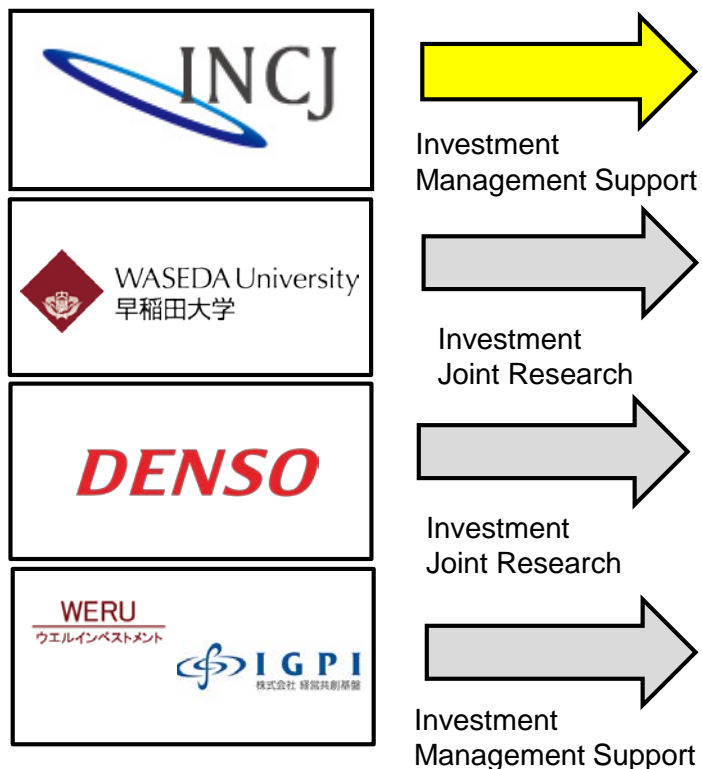 INCJ
Investment
Management Support
WASEDA University
早稲田大学
Investment
Joint Research
DENSO
Investment
Joint Research
WERU
ウエルインベストメント
IGPI
株式会社 経営共創基盤
Investment
Management Support